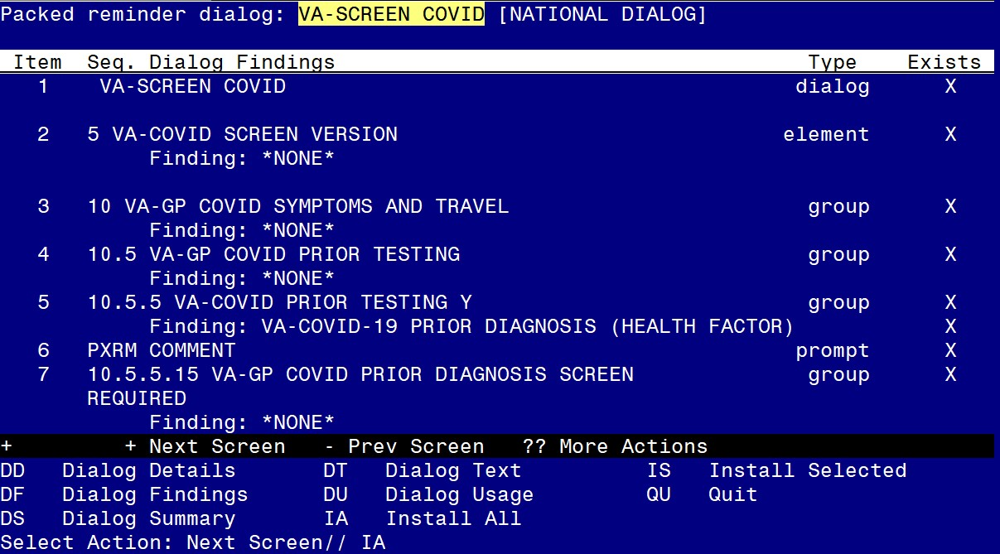 Packed reminder dialog: VA-SCREEN COVID [NATIONAL DIALOG]
Item Seq. Dialog Findings Type Exists
1 VA-SCREEN COVID dialog X
2 5 VA-COVID SCREEN VERSION element X
Finding: *NONE*
3 10 VA-GP COVID SYMPTOMS AND TRAVEL group X
Finding: *NONE*
4 10.5 VA-GP COVID PRIOR TESTING group X
Finding: *NONE*
5 10.5.5 VA-COVID PRIOR TESTING Y group X
Finding: VA-COVID-19 PRIOR DIAGNOSIS (HEALTH FACTOR) X
6 PXRM COMMENT prompt X
7 10.5.5.15 VA-GP COVID PRIOR DIAGNOSIS SCREEN group X
REQUIRED
Finding: *NONE*
+ + Next Screen - Prev Screen ?? More Actions
DD Dialog Details DT Dialog Text IS Install Selected
DF Dialog Findings DU Dialog Usage QU Quit
DS Dialog Summary IA Install All
Select Action: Next Screen// IA